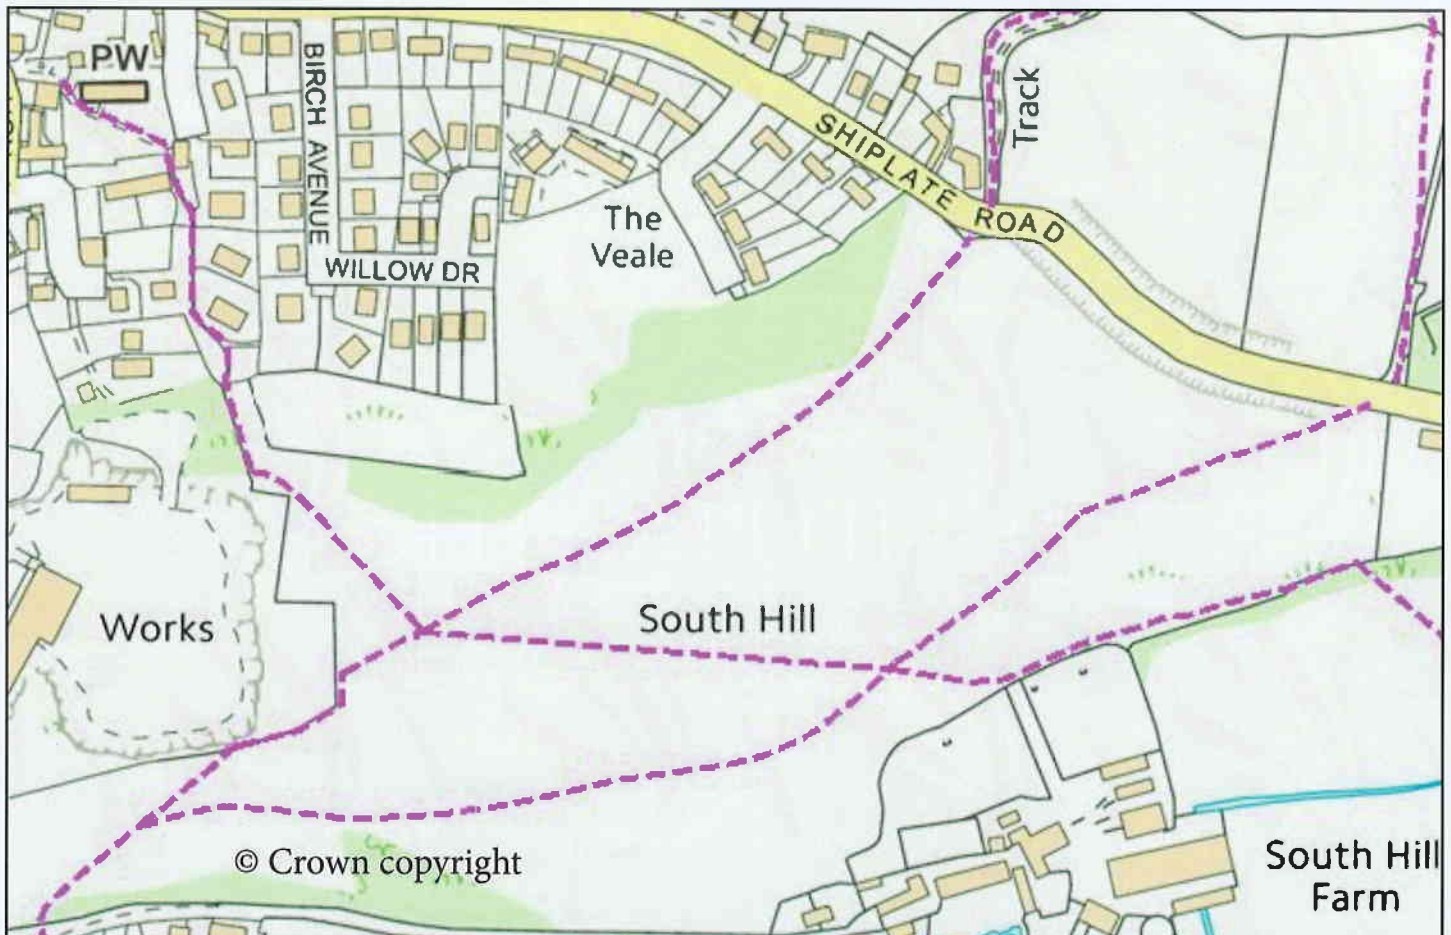 PW
BIRCH AVENUE
WILLOW DR
The
Veale
SHIPLATE ROAD
Track
Works
South Hill
© Crown copyright
South Hill
Farm